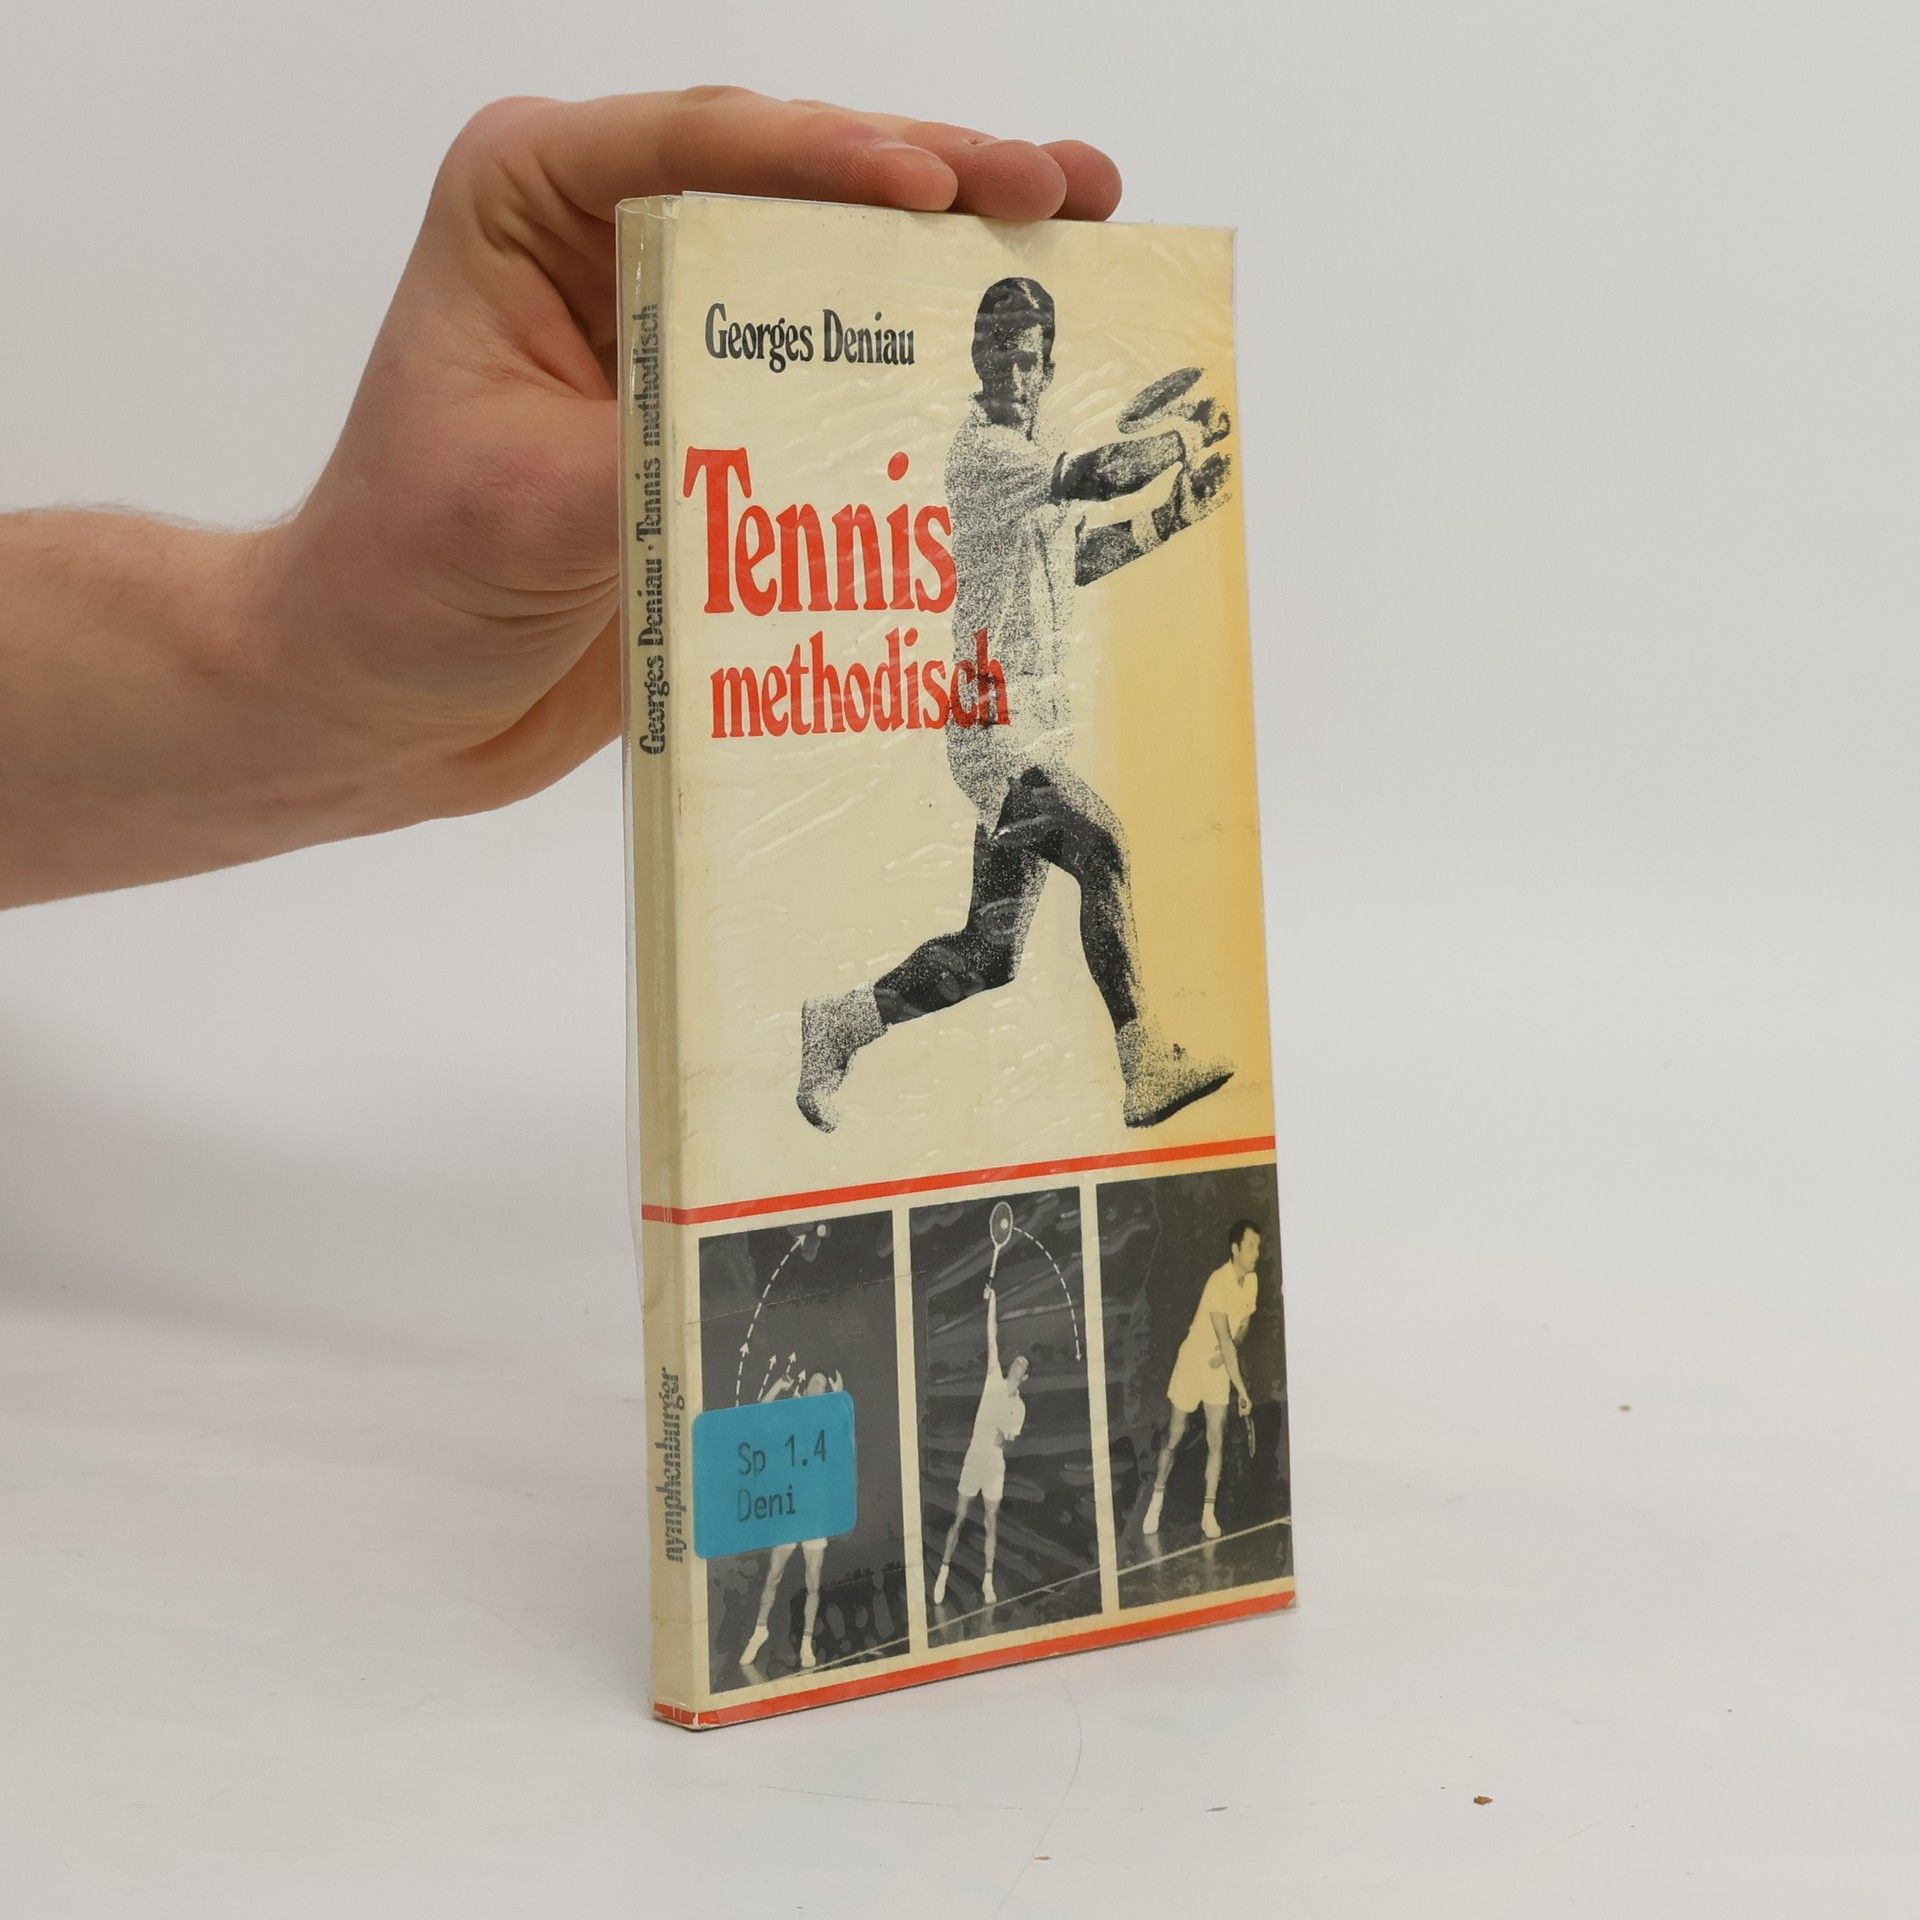 Georges Deniau
Tennis
methodisch
Georges Deniau · Tennis methodisch
nymphenburger
Sp 1.4
Deni